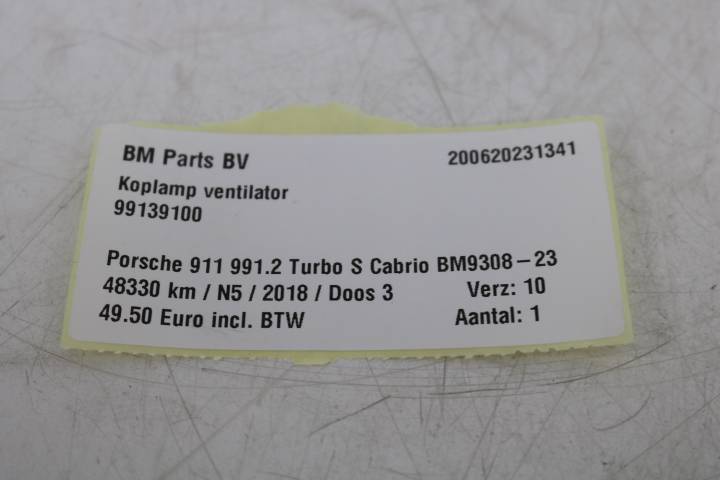 BM Parts BV 200620231341
Koplamp ventilator
99139100
Porsche 911 991.2 Turbo S Cabrio BM9308-23
48330 km / N5 / 2018 / Doos 3 Verz: 10
49.50 Euro incl. BTW Aantal: 1